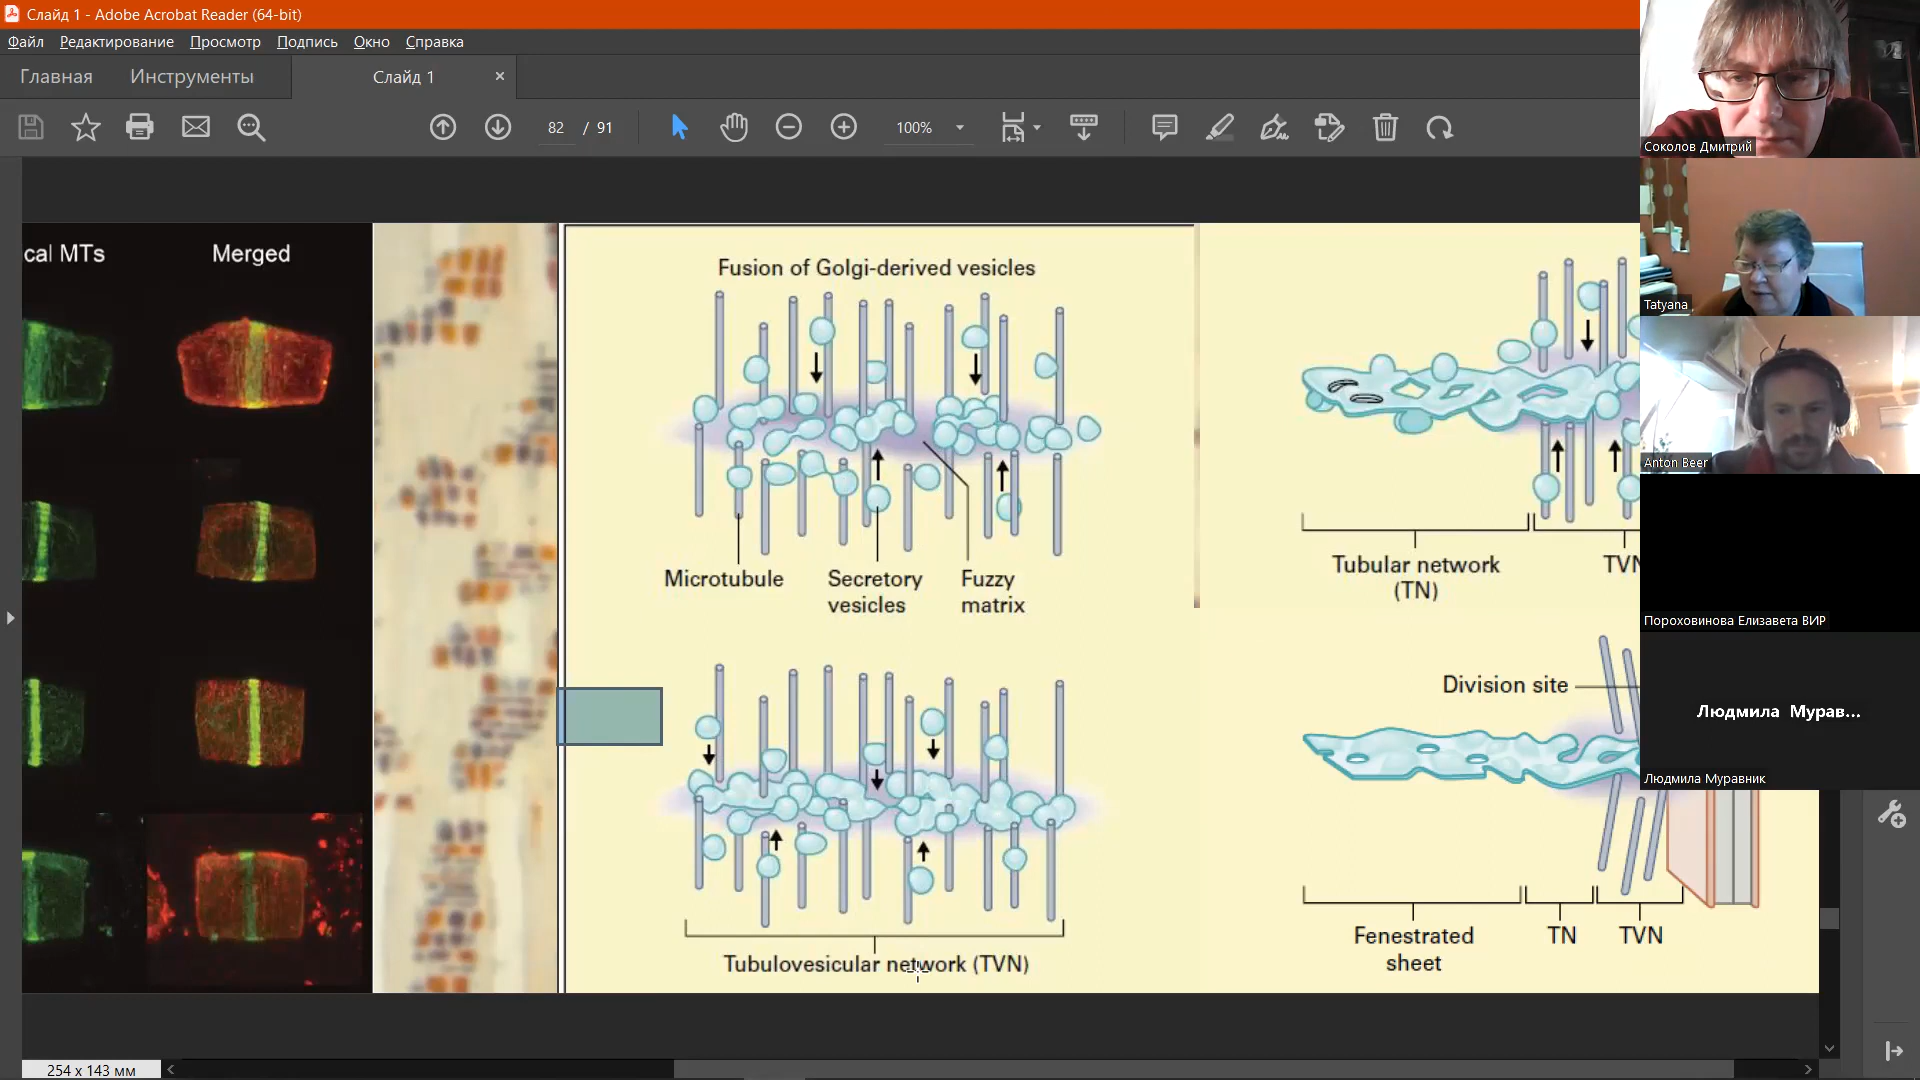 Слайд 1 - Adobe Acrobat Reader (64-bit)
Файл Редактирование Просмотр Подпись Окно Справка
Главная Инструменты Слайд 1 ×
82 / 91 100%
cal MTs Merged
Fusion of Golgi-derived vesicles
Microtubule
Secretory
vesicles
Fuzzy
matrix
Tubulovesicular network (TVN)
Tubular network
(TN)
TVN
Division site
Fenestrated
sheet
TN
TVN
Соколов Дмитрий
Tatyana
Anton Beer
Пороховинова Елизавета ВИР
Людмила Мурав...
Людмила Муравник
254 x 143 мм